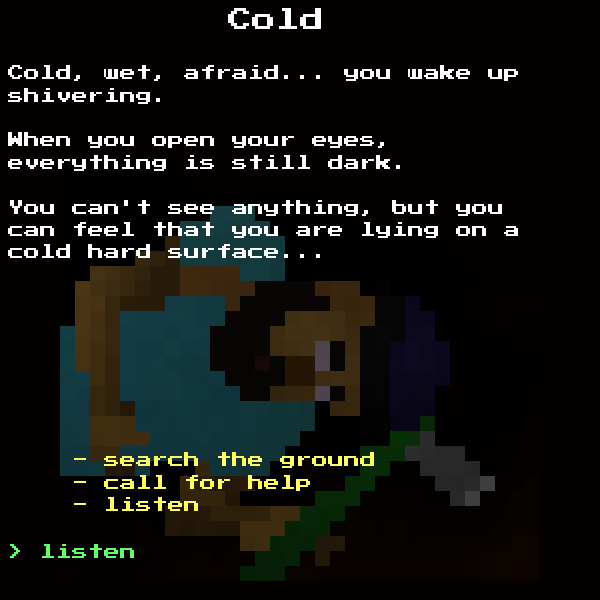 Cold
Cold, wet, afraid... you wake up
shivering.
When you open your eyes,
everything is still dark.
You can't see anything, but you
can feel that you are lying on a
cold hard surface...
- search the ground
- call for help
- listen
> listen